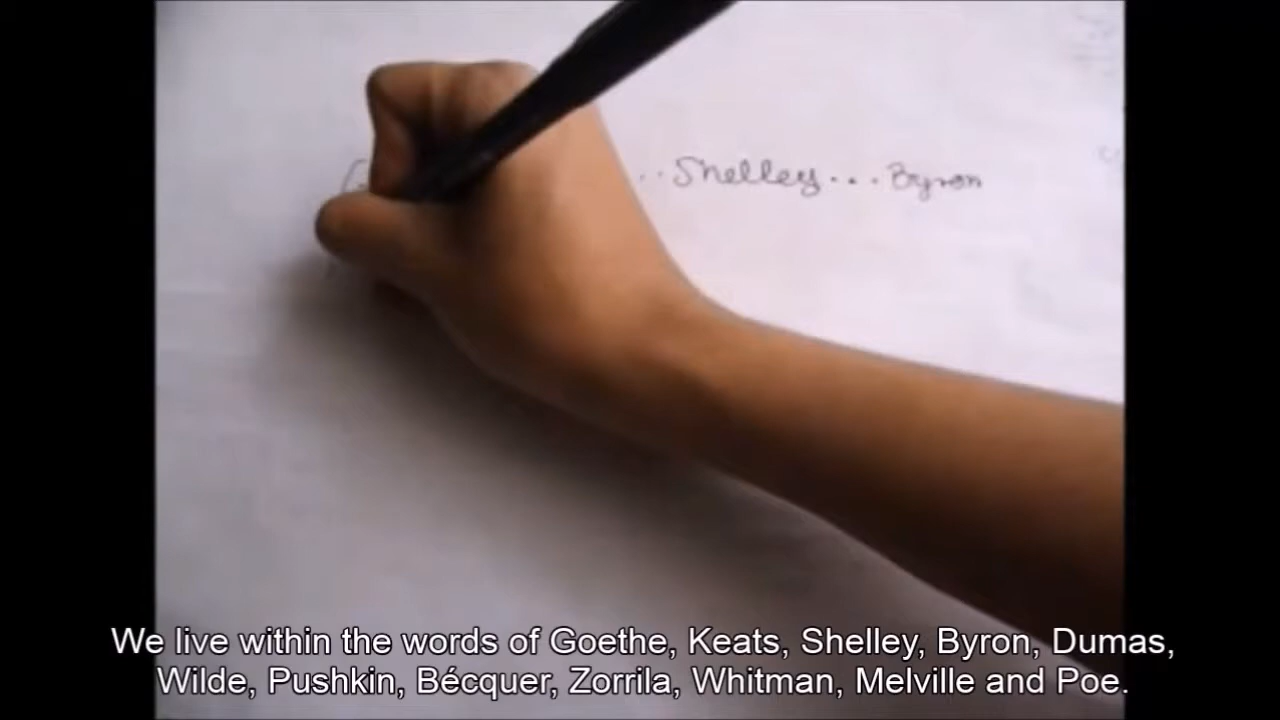 ..Shelley...Byron
We live within the words of Goethe, Keats, Shelley, Byron, Dumas,
Wilde, Pushkin, Bécquer, Zorrila, Whitman, Melville and Poe.